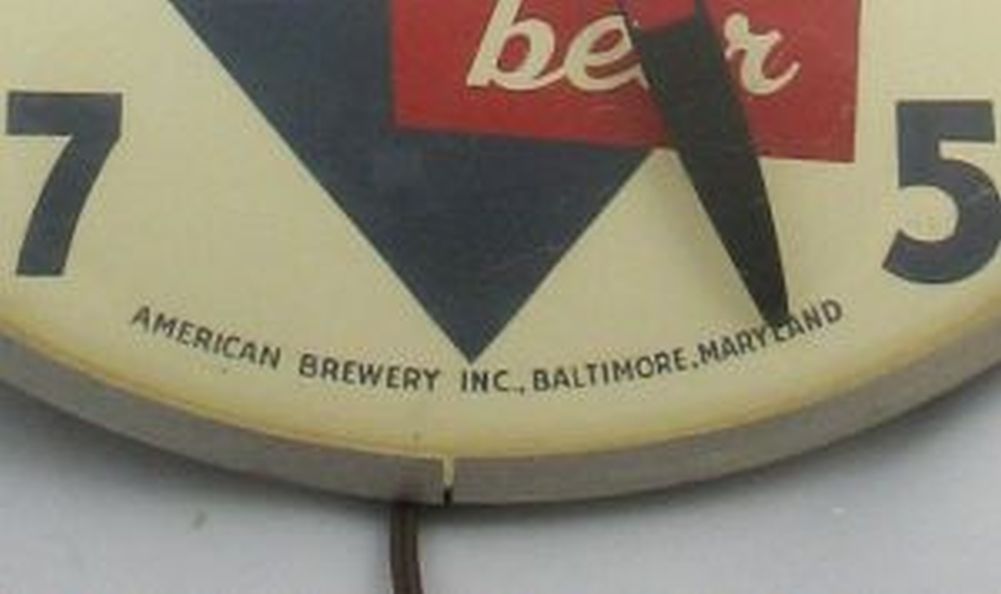 beer
7
5
AMERICAN BREWERY INC., BALTIMORE, MARYLAND